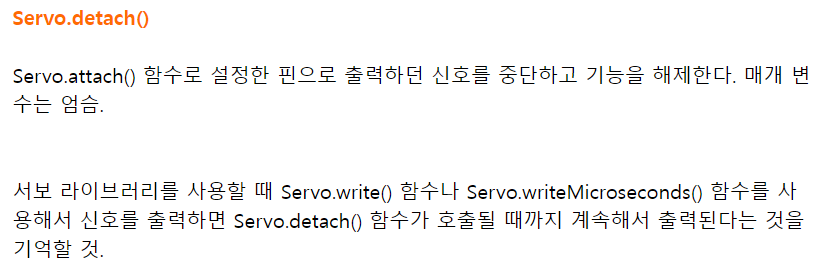 Servo.detach()
Servo.attach() 함수로 설정한 핀으로 출력하던 신호를 중단하고 기능을 해제한다. 매개 변
수는 엄슴.
서보 라이브러리를 사용할 때 Servo.write() 함수나 Servo.writeMicroseconds() 함수를 사
용해서 신호를 출력하면 Servo.detach() 함수가 호출될 때까지 계속해서 출력된다는 것을
기억할 것.